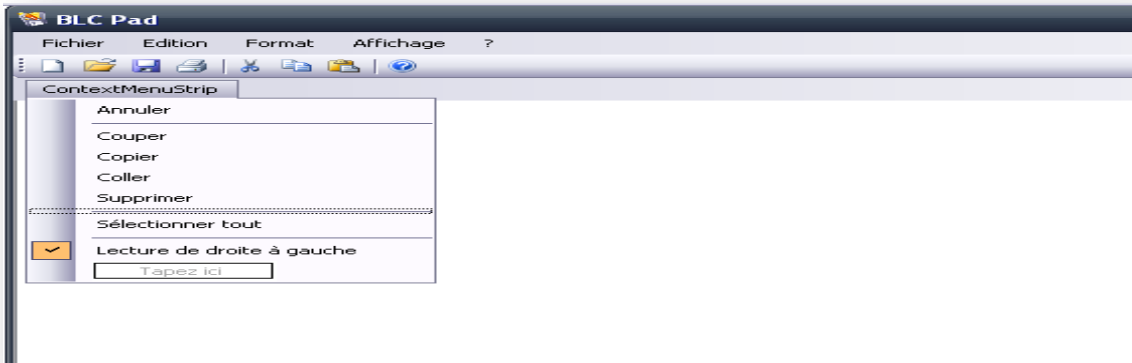 BLC Pad
Fichier Edition Format Affichage ?
ContextMenuStrip
Annuler
Couper
Copier
Coller
Supprimer
Sélectionner tout
Lecture de droite à gauche
Tapez ici